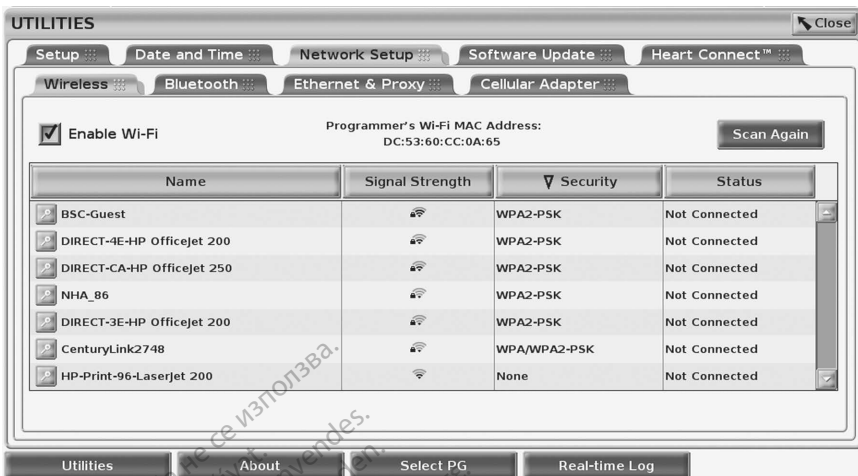 UTILITIES
Close
Setup Date and Time Network Setup Software Update Heart Connect™
Wireless Bluetooth Ethernet & Proxy Cellular Adapter
Enable Wi-Fi
Programmer's Wi-Fi MAC Address:
DC:53:60:CC:0A:65
Scan Again
Name Signal Strength Security Status
BSC-Guest WPA2-PSK Not Connected
DIRECT-4E-HP OfficeJet 200 WPA2-PSK Not Connected
DIRECT-CA-HP OfficeJet 250 WPA2-PSK Not Connected
NHA_86 WPA2-PSK Not Connected
DIRECT-3E-HP OfficeJet 200 WPA2-PSK Not Connected
CenturyLink2748 WPA/WPA2-PSK Not Connected
HP-Print-96-LaserJet 200 None Not Connected
не се използва.
Utilities About Select PG Real-time Log